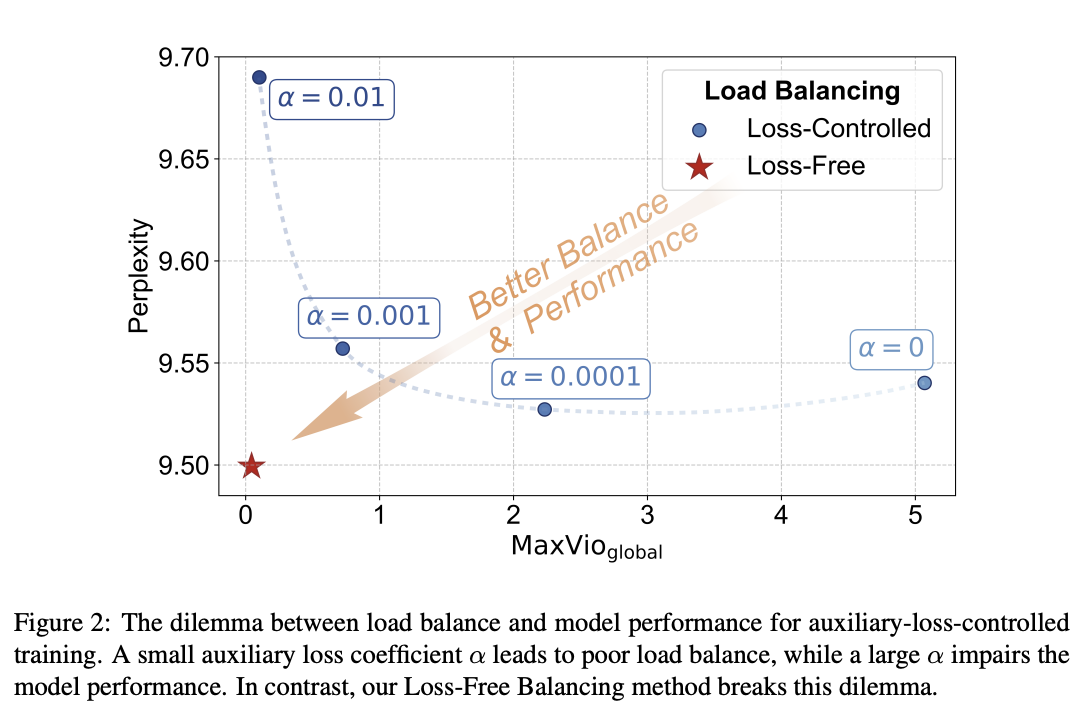 9.70
9.65
9.60
9.55
9.50
Perplexity
α = 0.01
α = 0.001
α = 0.0001
α = 0
Better Balance
& Performance
Load Balancing
Loss-Controlled
Loss-Free
0 1 2 3 4 5
MaxVio_global
Figure 2: The dilemma between load balance and model performance for auxiliary-loss-controlled
training. A small auxiliary loss coefficient α leads to poor load balance, while a large α impairs the
model performance. In contrast, our Loss-Free Balancing method breaks this dilemma.